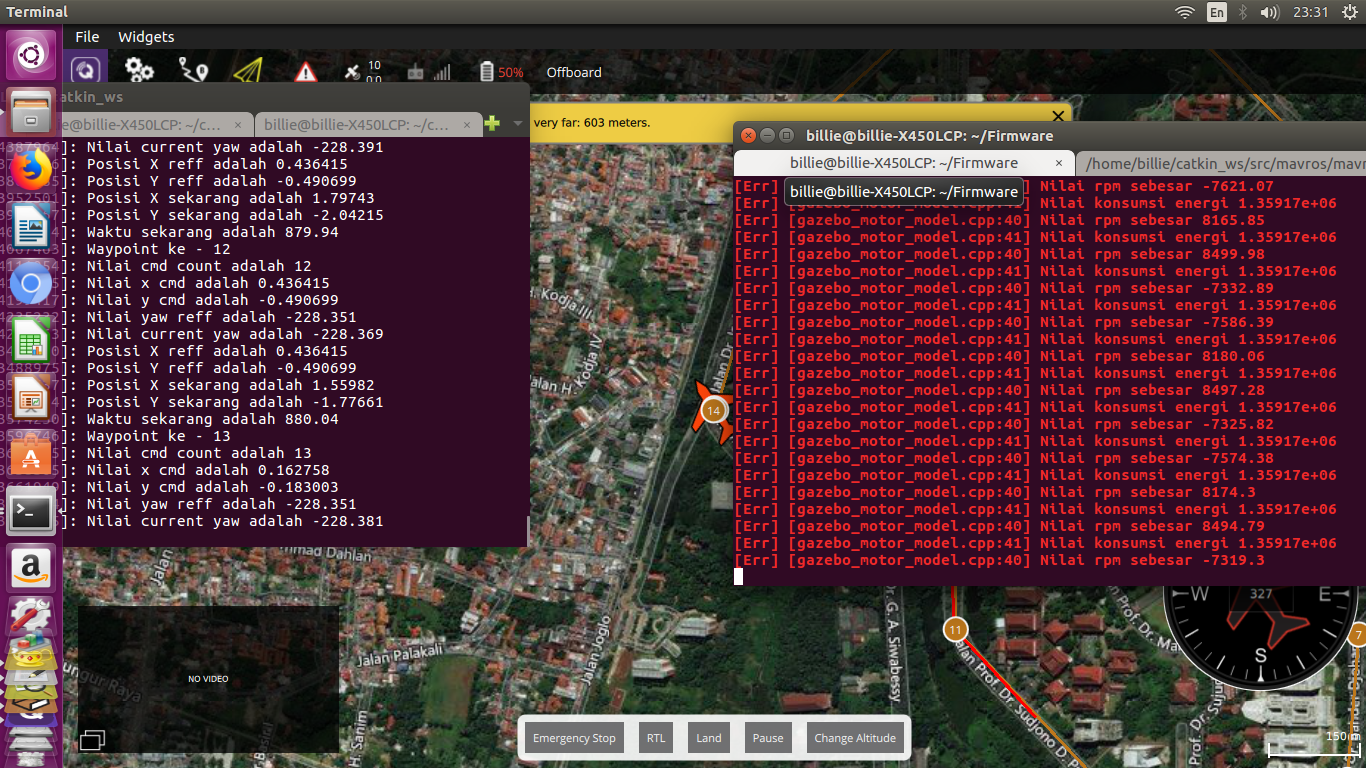 Terminal
En
23:31
File Widgets
10
0.0
50%
Offboard
catkin_ws
e@billie-X450LCP: ~/c... ×
billie@billie-X450LCP: ~/c... ×
very far: 603 meters.
]: Nilai current yaw adalah -228.391
]: Posisi X reff adalah 0.436415
]: Posisi Y reff adalah -0.490699
]: Posisi X sekarang adalah 1.79743
]: Posisi Y sekarang adalah -2.04215
]: Waktu sekarang adalah 879.94
]: Waypoint ke - 12
]: Nilai cmd count adalah 12
]: Nilai x cmd adalah 0.436415
]: Nilai y cmd adalah -0.490699
]: Nilai yaw reff adalah -228.351
]: Nilai current yaw adalah -228.369
]: Posisi X reff adalah 0.436415
]: Posisi Y reff adalah -0.490699
]: Posisi X sekarang adalah 1.55982
]: Posisi Y sekarang adalah -1.77661
]: Waktu sekarang adalah 880.04
]: Waypoint ke - 13
]: Nilai cmd count adalah 13
]: Nilai x cmd adalah 0.162758
]: Nilai y cmd adalah -0.183003
]: Nilai yaw reff adalah -228.351
]: Nilai current yaw adalah -228.381
billie@billie-X450LCP: ~/Firmware
billie@billie-X450LCP: ~/Firmware ×
/home/billie/catkin_ws/src/mavros/mavr
billie@billie-X450LCP: ~/Firmware
[Err] ] Nilai rpm sebesar -7621.07
[Err] [gazebo_motor_model.cpp:41] Nilai konsumsi energi 1.35917e+06
[Err] [gazebo_motor_model.cpp:40] Nilai rpm sebesar 8165.85
[Err] [gazebo_motor_model.cpp:41] Nilai konsumsi energi 1.35917e+06
[Err] [gazebo_motor_model.cpp:40] Nilai rpm sebesar 8499.98
[Err] [gazebo_motor_model.cpp:41] Nilai konsumsi energi 1.35917e+06
[Err] [gazebo_motor_model.cpp:40] Nilai rpm sebesar -7332.89
[Err] [gazebo_motor_model.cpp:41] Nilai konsumsi energi 1.35917e+06
[Err] [gazebo_motor_model.cpp:40] Nilai rpm sebesar -7586.39
[Err] [gazebo_motor_model.cpp:41] Nilai konsumsi energi 1.35917e+06
[Err] [gazebo_motor_model.cpp:40] Nilai rpm sebesar 8180.06
[Err] [gazebo_motor_model.cpp:41] Nilai konsumsi energi 1.35917e+06
[Err] [gazebo_motor_model.cpp:40] Nilai rpm sebesar 8497.28
[Err] [gazebo_motor_model.cpp:41] Nilai konsumsi energi 1.35917e+06
[Err] [gazebo_motor_model.cpp:40] Nilai rpm sebesar -7325.82
[Err] [gazebo_motor_model.cpp:41] Nilai konsumsi energi 1.35917e+06
[Err] [gazebo_motor_model.cpp:40] Nilai rpm sebesar -7574.38
[Err] [gazebo_motor_model.cpp:41] Nilai konsumsi energi 1.35917e+06
[Err] [gazebo_motor_model.cpp:40] Nilai rpm sebesar 8174.3
[Err] [gazebo_motor_model.cpp:41] Nilai konsumsi energi 1.35917e+06
[Err] [gazebo_motor_model.cpp:40] Nilai rpm sebesar 8494.79
[Err] [gazebo_motor_model.cpp:41] Nilai konsumsi energi 1.35917e+06
[Err] [gazebo_motor_model.cpp:40] Nilai rpm sebesar -7319.3
H. Kodja III
Jalan H. Kodja IV
Jalan Dr.
14
Ahmad Dahlan
Jalan
Jalan Palakali
Jalan Joglo
H. Sanim
Raya
Dr. G. A. Siwabessy
11
Jalan Prof. Dr. Sudjono D.
7
W
327
E
S
150m
NO VIDEO
Emergency Stop
RTL
Land
Pause
Change Altitude